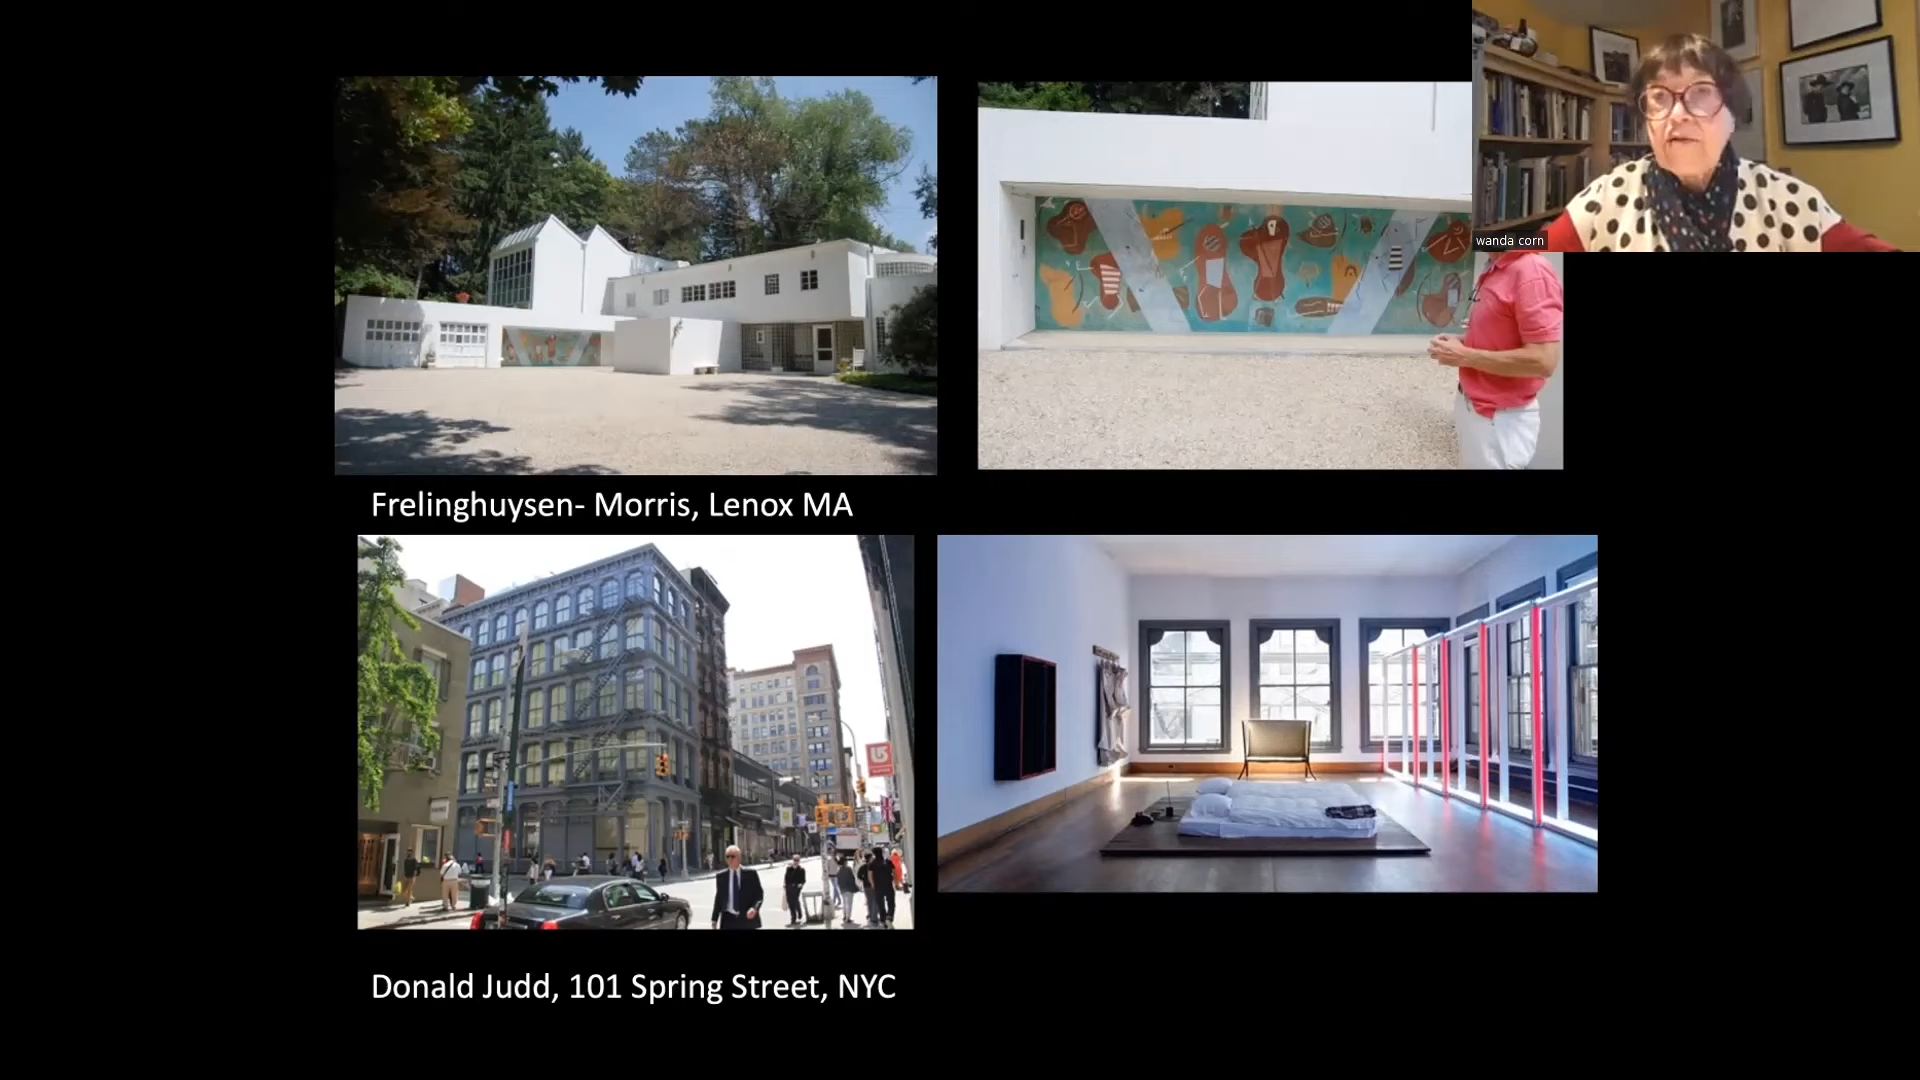 wanda corn
Frelinghuysen- Morris, Lenox MA
Donald Judd, 101 Spring Street, NYC